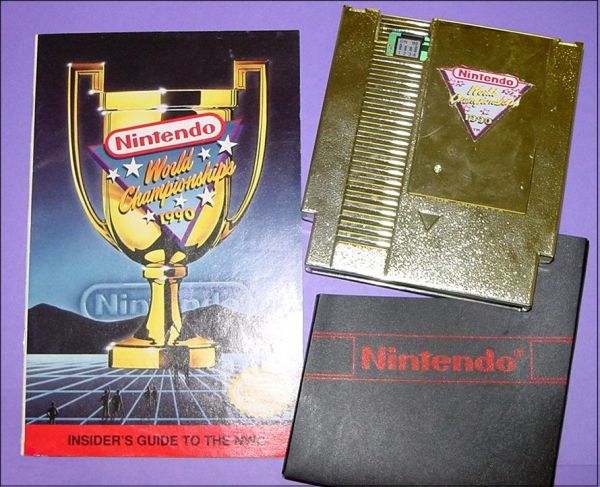 Nintendo
World
Championships
1990
Nintendo
INSIDER'S GUIDE TO THE NWC
Nintendo
World
Championships
1990
Nintendo®